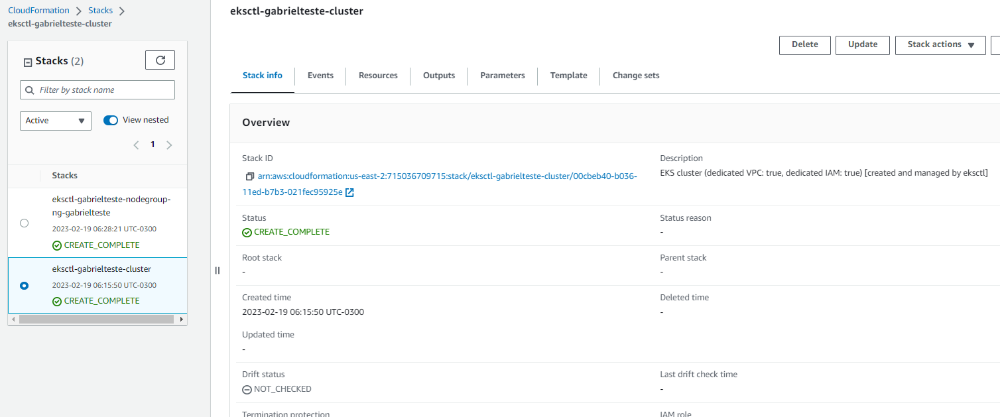 CloudFormation > Stacks >
eksctl-gabrielteste-cluster
Stacks (2)
Filter by stack name
Active
View nested
1
Stacks
eksctl-gabrielteste-nodegroup-
ng-gabrielteste
2023-02-19 06:28:21 UTC-0300
CREATE_COMPLETE
eksctl-gabrielteste-cluster
2023-02-19 06:15:50 UTC-0300
CREATE_COMPLETE
eksctl-gabrielteste-cluster
Delete
Update
Stack actions
Stack info
Events
Resources
Outputs
Parameters
Template
Change sets
Overview
Stack ID
arn:aws:cloudformation:us-east-2:715036709715:stack/eksctl-gabrielteste-cluster/00cbeb40-b036-
11ed-b7b3-021fec95925e
Description
EKS cluster (dedicated VPC: true, dedicated IAM: true) [created and managed by eksctl]
Status
CREATE_COMPLETE
Status reason
-
Root stack
-
Parent stack
-
Created time
2023-02-19 06:15:50 UTC-0300
Deleted time
-
Updated time
-
Drift status
NOT_CHECKED
Last drift check time
-
Termination protection
IAM role